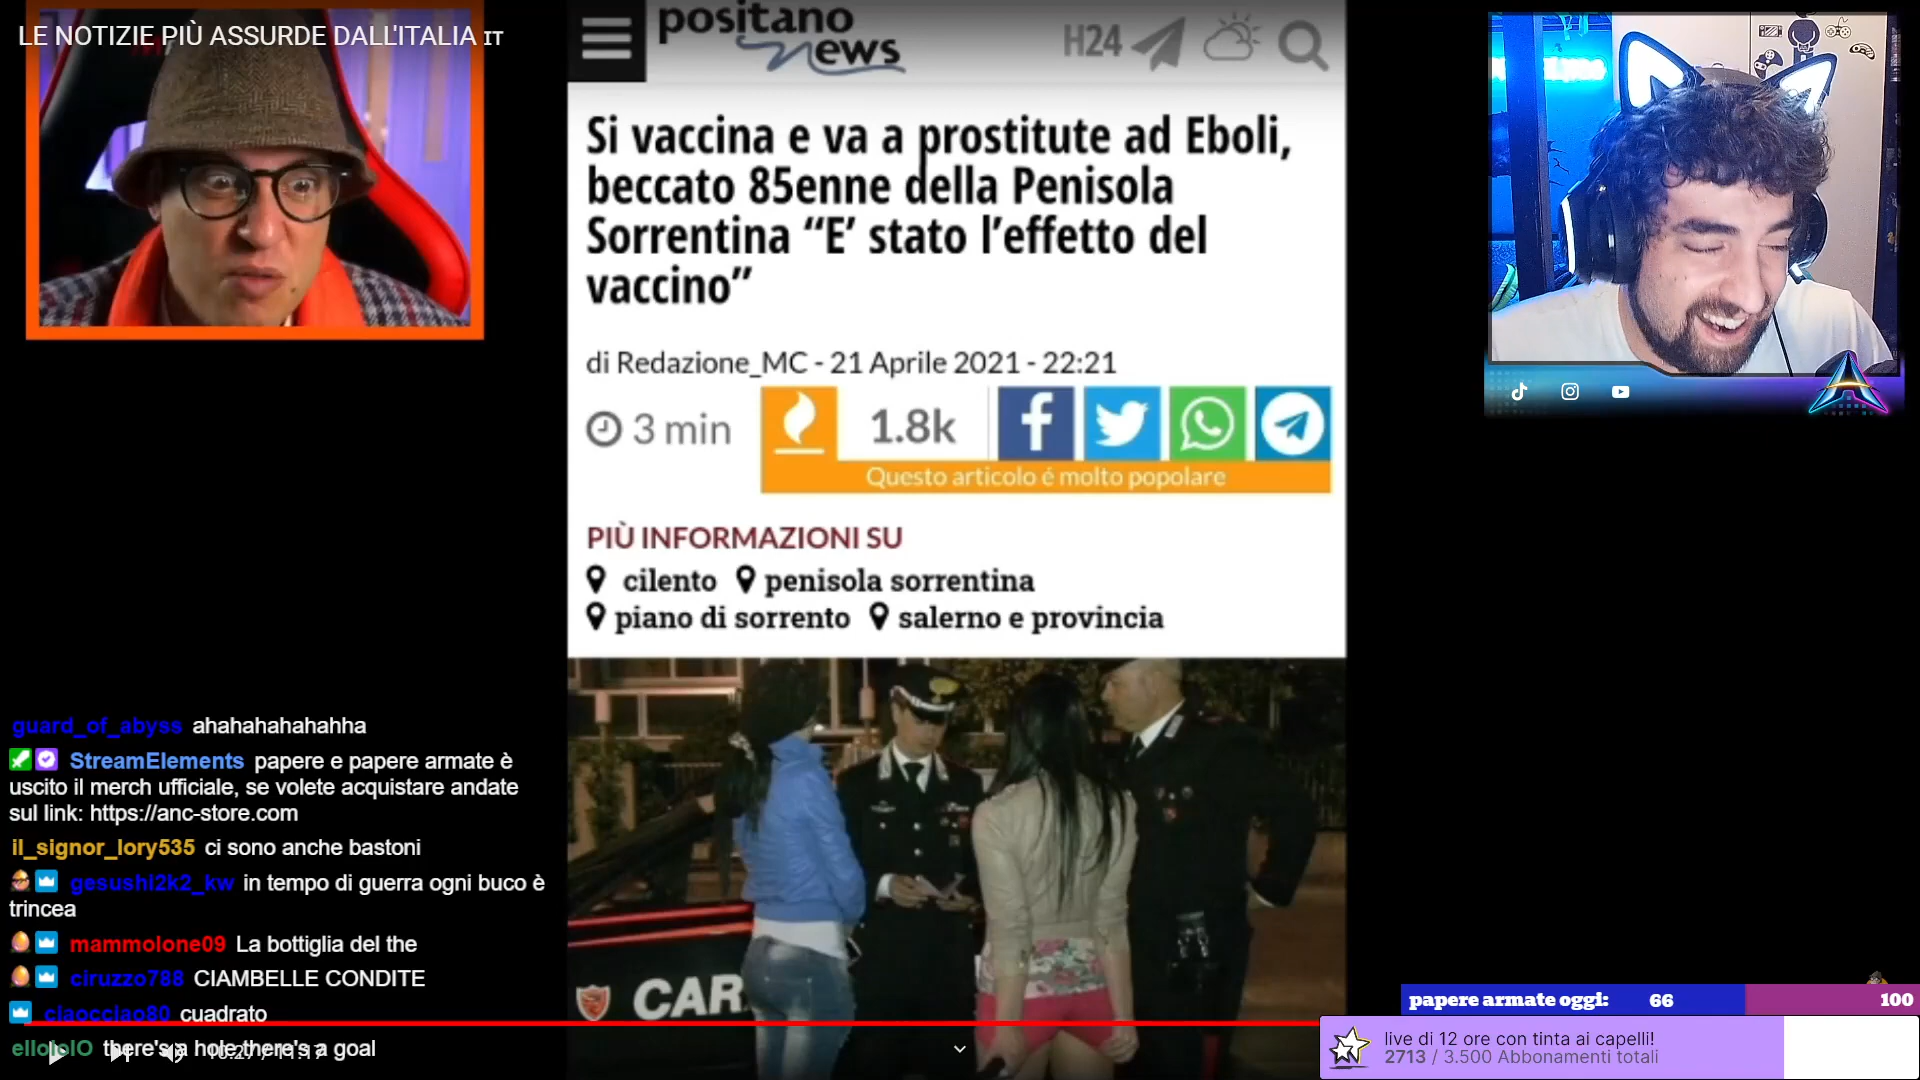 LE NOTIZIE PIÙ ASSURDE DALL'ITALIA IT
positano
news
H24
Si vaccina e va a prostitute ad Eboli,
beccato 85enne della Penisola
Sorrentina “E’ stato l’effetto del
vaccino”
di Redazione_MC - 21 Aprile 2021 - 22:21
3 min
1.8k
Questo articolo é molto popolare
PIÙ INFORMAZIONI SU
cilento penisola sorrentina
piano di sorrento salerno e provincia
CAR
guard_of_abyss ahahahahahahha
StreamElements papere e papere armate è
uscito il merch ufficiale, se volete acquistare andate
sul link: https://anc-store.com
il_signor_lory535 ci sono anche bastoni
gesushi2k2_kw in tempo di guerra ogni buco è
trincea
mammolone09 La bottiglia del the
ciruzzo788 CIAMBELLE CONDITE
ciaocciao80 cuadrato
elloloIO there's a hole there's a goal
10:27 / 11:17
papere armate oggi: 66 100
live di 12 ore con tinta ai capelli!
2713 / 3.500 Abbonamenti totali